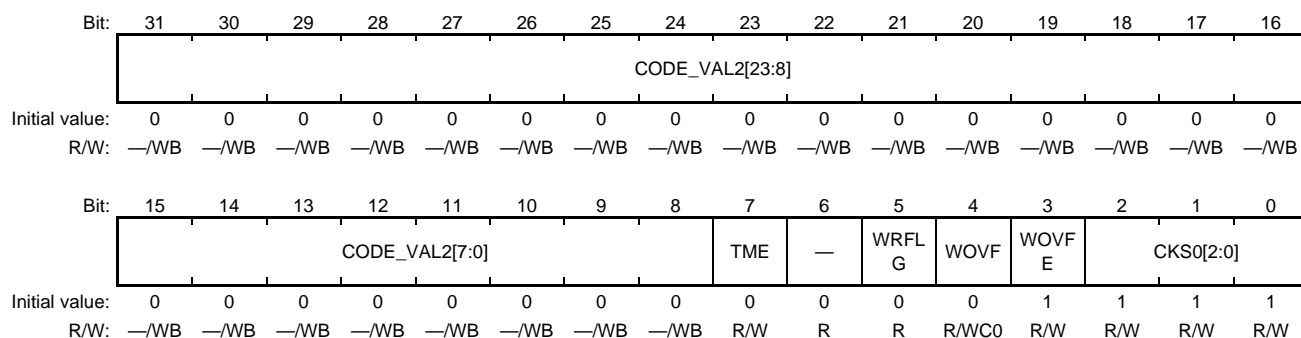 Bit: 31 30 29 28 27 26 25 24 23 22 21 20 19 18 17 16
CODE_VAL2[23:8]
Initial value: 0 0 0 0 0 0 0 0 0 0 0 0 0 0 0 0
R/W: —/WB —/WB —/WB —/WB —/WB —/WB —/WB —/WB —/WB —/WB —/WB —/WB —/WB —/WB —/WB —/WB
Bit: 15 14 13 12 11 10 9 8 7 6 5 4 3 2 1 0
CODE_VAL2[7:0] TME — WRFL
G WOVF WOVF
E CKS0[2:0]
Initial value: 0 0 0 0 0 0 0 0 0 0 0 0 1 1 1 1
R/W: —/WB —/WB —/WB —/WB —/WB —/WB —/WB —/WB R/W R R R/WC0 R/W R/W R/W R/W